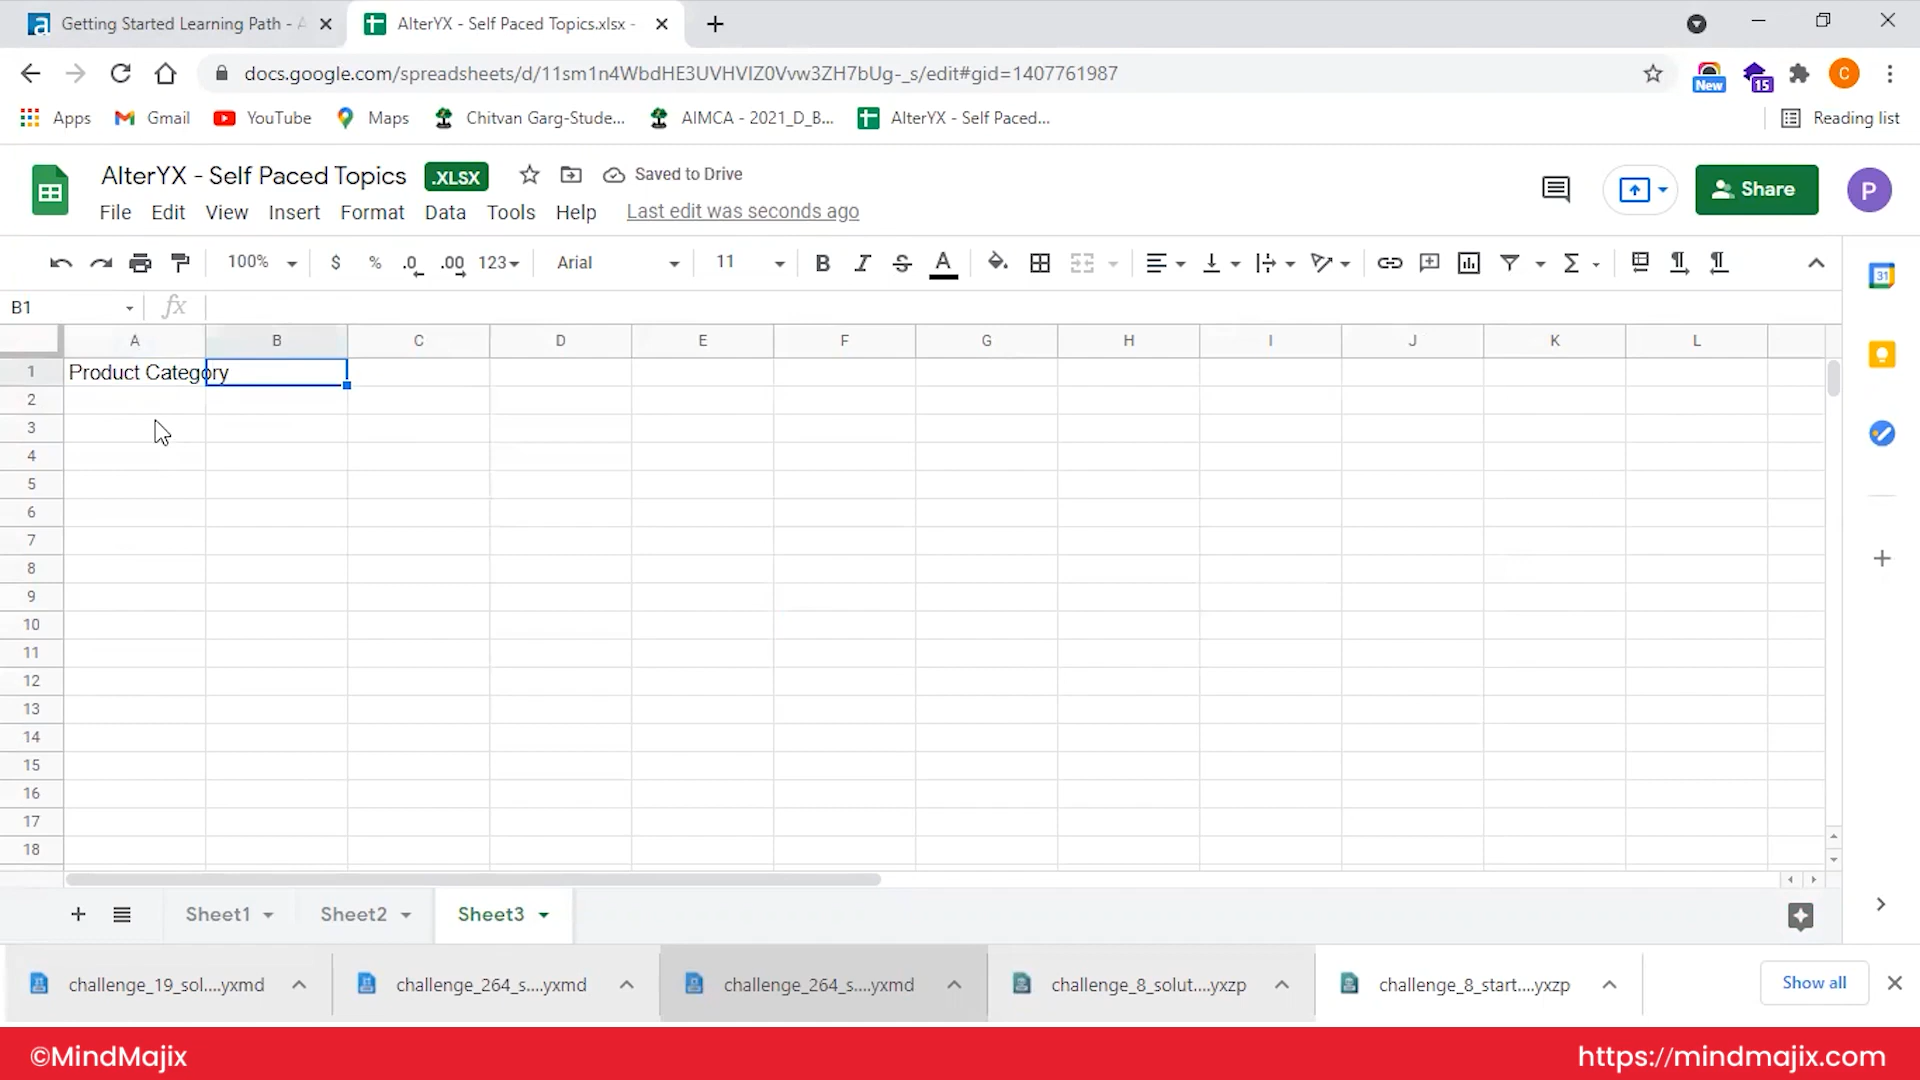 Getting Started Learning Path - A
AlterYX - Self Paced Topics.xlsx -
docs.google.com/spreadsheets/d/11sm1n4WbdHE3UVHVIZ0Vvw3ZH7bUg-_s/edit#gid=1407761987
New
15
C
Apps
Gmail
YouTube
Maps
Chitvan Garg-Stude...
AIMCA - 2021_D_B...
AlterYX - Self Paced...
Reading list
AlterYX - Self Paced Topics
.XLSX
Saved to Drive
Share
P
File Edit View Insert Format Data Tools Help
Last edit was seconds ago
100%
$
%
.0
.00
123
Arial
11
B
I
S
A
31
B1
fx
A B C D E F G H I J K L
1 Product Category
2
3
4
5
6
7
8
9
10
11
12
13
14
15
16
17
18
Sheet1
Sheet2
Sheet3
challenge_19_sol....yxmd
challenge_264_s....yxmd
challenge_264_s....yxmd
challenge_8_solut....yxzp
challenge_8_start....yxzp
Show all
©MindMajix
https://mindmajix.com